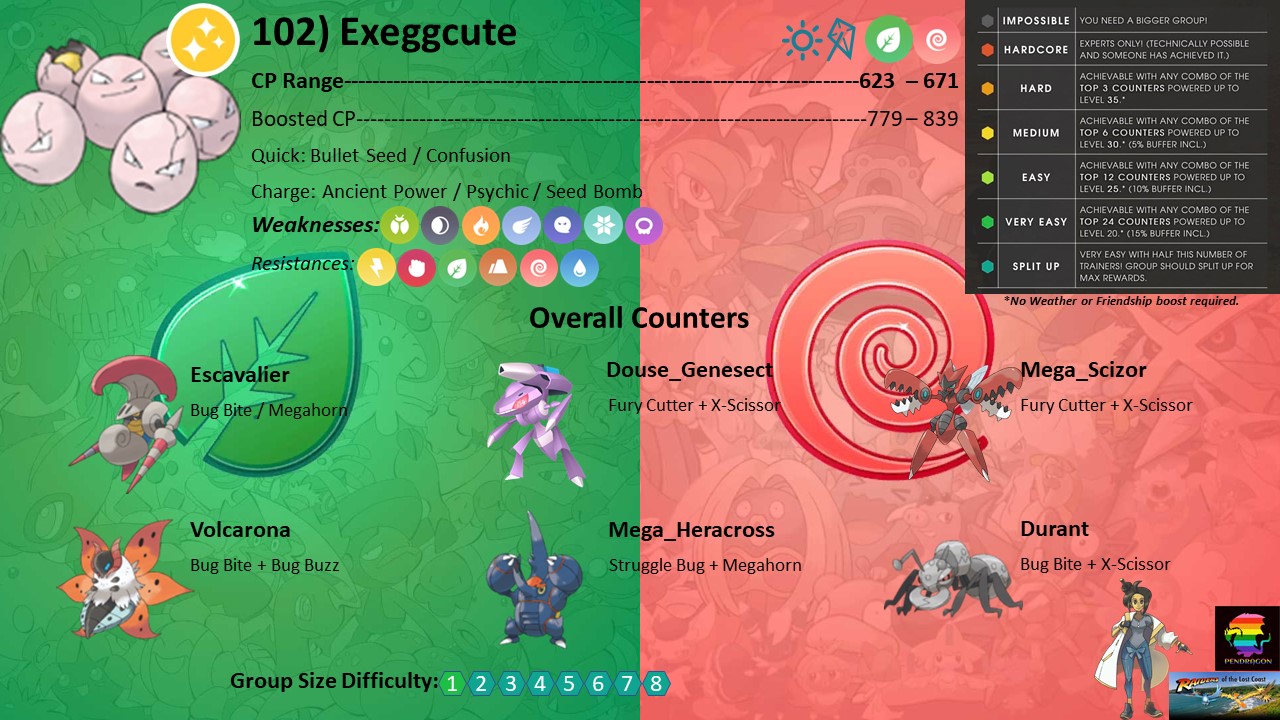 102) Exeggcute
CP Range------------------------------------------------------------------------623 – 671
Boosted CP--------------------------------------------------------------------------779 – 839
Quick: Bullet Seed / Confusion
Charge: Ancient Power / Psychic / Seed Bomb
Weaknesses:
Resistances:
IMPOSSIBLE YOU NEED A BIGGER GROUP!
HARDCORE EXPERTS ONLY! (TECHNICALLY POSSIBLE
AND SOMEONE HAS ACHIEVED IT.)
HARD ACHIEVABLE WITH ANY COMBO OF THE
TOP 3 COUNTERS POWERED UP TO
LEVEL 35.*
MEDIUM ACHIEVABLE WITH ANY COMBO OF THE
TOP 6 COUNTERS POWERED UP TO
LEVEL 30.* (5% BUFFER INCL.)
EASY ACHIEVABLE WITH ANY COMBO OF THE
TOP 12 COUNTERS POWERED UP TO
LEVEL 25.* (10% BUFFER INCL.)
VERY EASY ACHIEVABLE WITH ANY COMBO OF THE
TOP 24 COUNTERS POWERED UP TO
LEVEL 20.* (15% BUFFER INCL.)
SPLIT UP VERY EASY WITH HALF THIS NUMBER OF
TRAINERS! GROUP SHOULD SPLIT UP FOR
MAX REWARDS.
*No Weather or Friendship boost required.
Overall Counters
Escavalier
Bug Bite / Megahorn
Douse_Genesect
Fury Cutter + X-Scissor
Mega_Scizor
Fury Cutter + X-Scissor
Volcarona
Bug Bite + Bug Buzz
Mega_Heracross
Struggle Bug + Megahorn
Durant
Bug Bite + X-Scissor
Group Size Difficulty: 1 2 3 4 5 6 7 8
PENDRAGON
RAIDERS of the Lost Coast